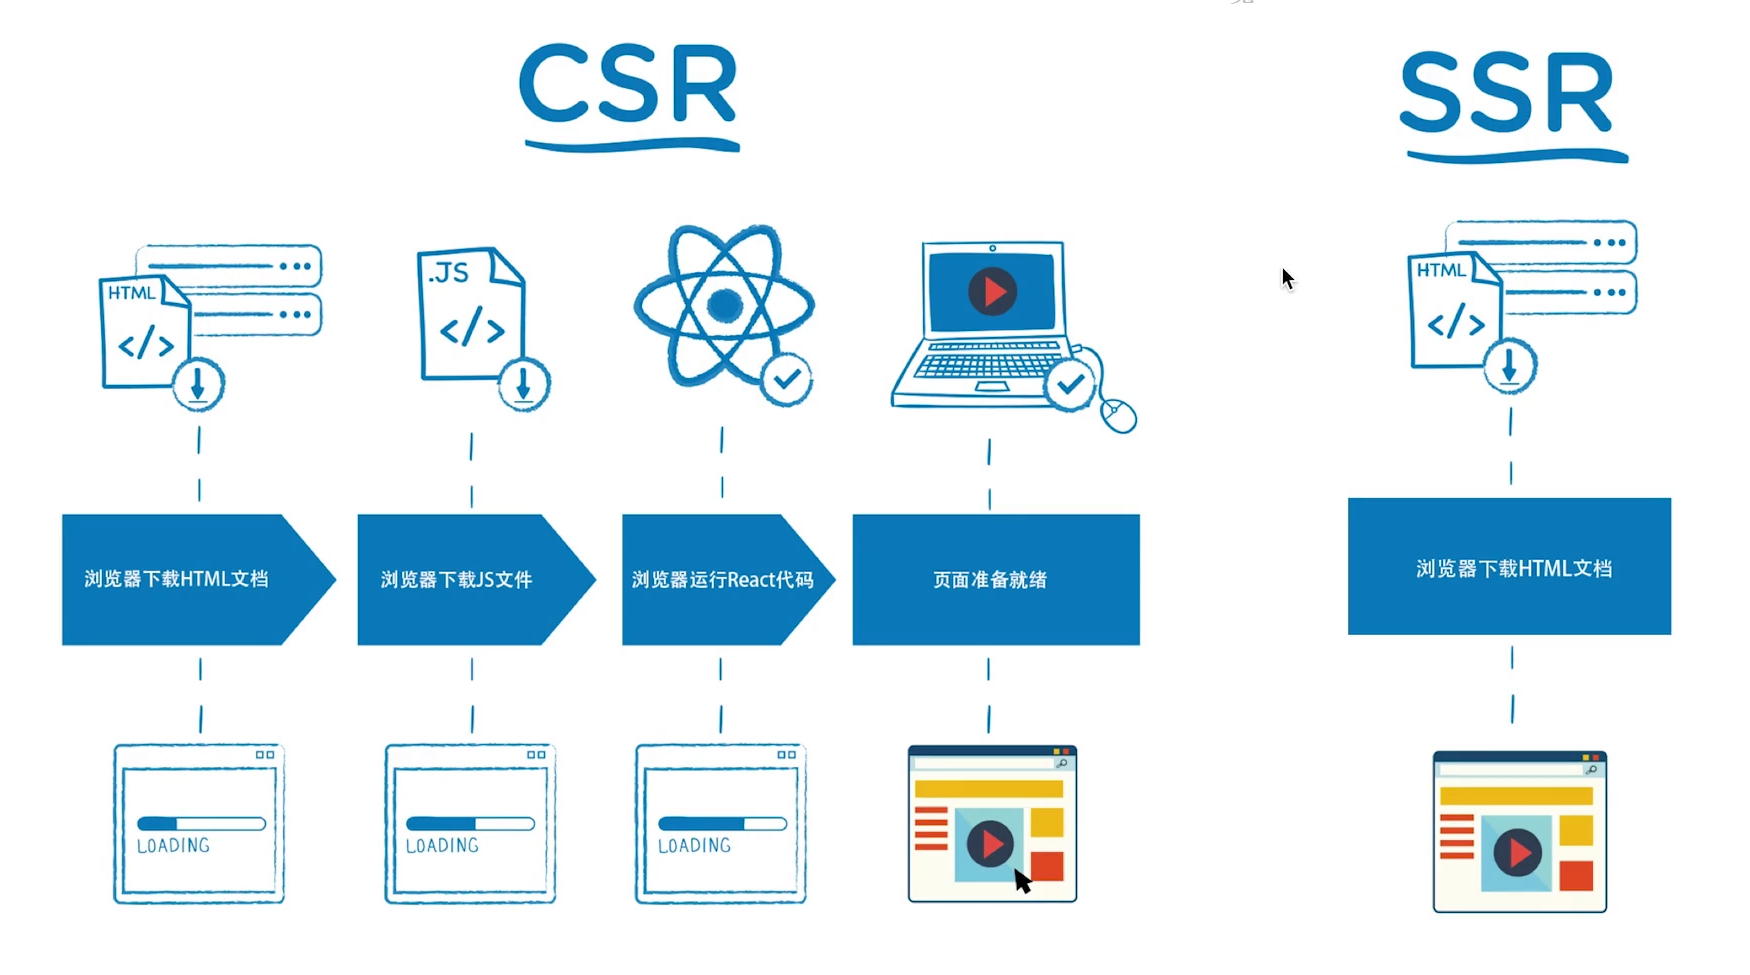 CSR
SSR
HTML
.JS
HTML
浏览器下载HTML文档
浏览器下载JS文件
浏览器运行React代码
页面准备就绪
浏览器下载HTML文档
LOADING
LOADING
LOADING